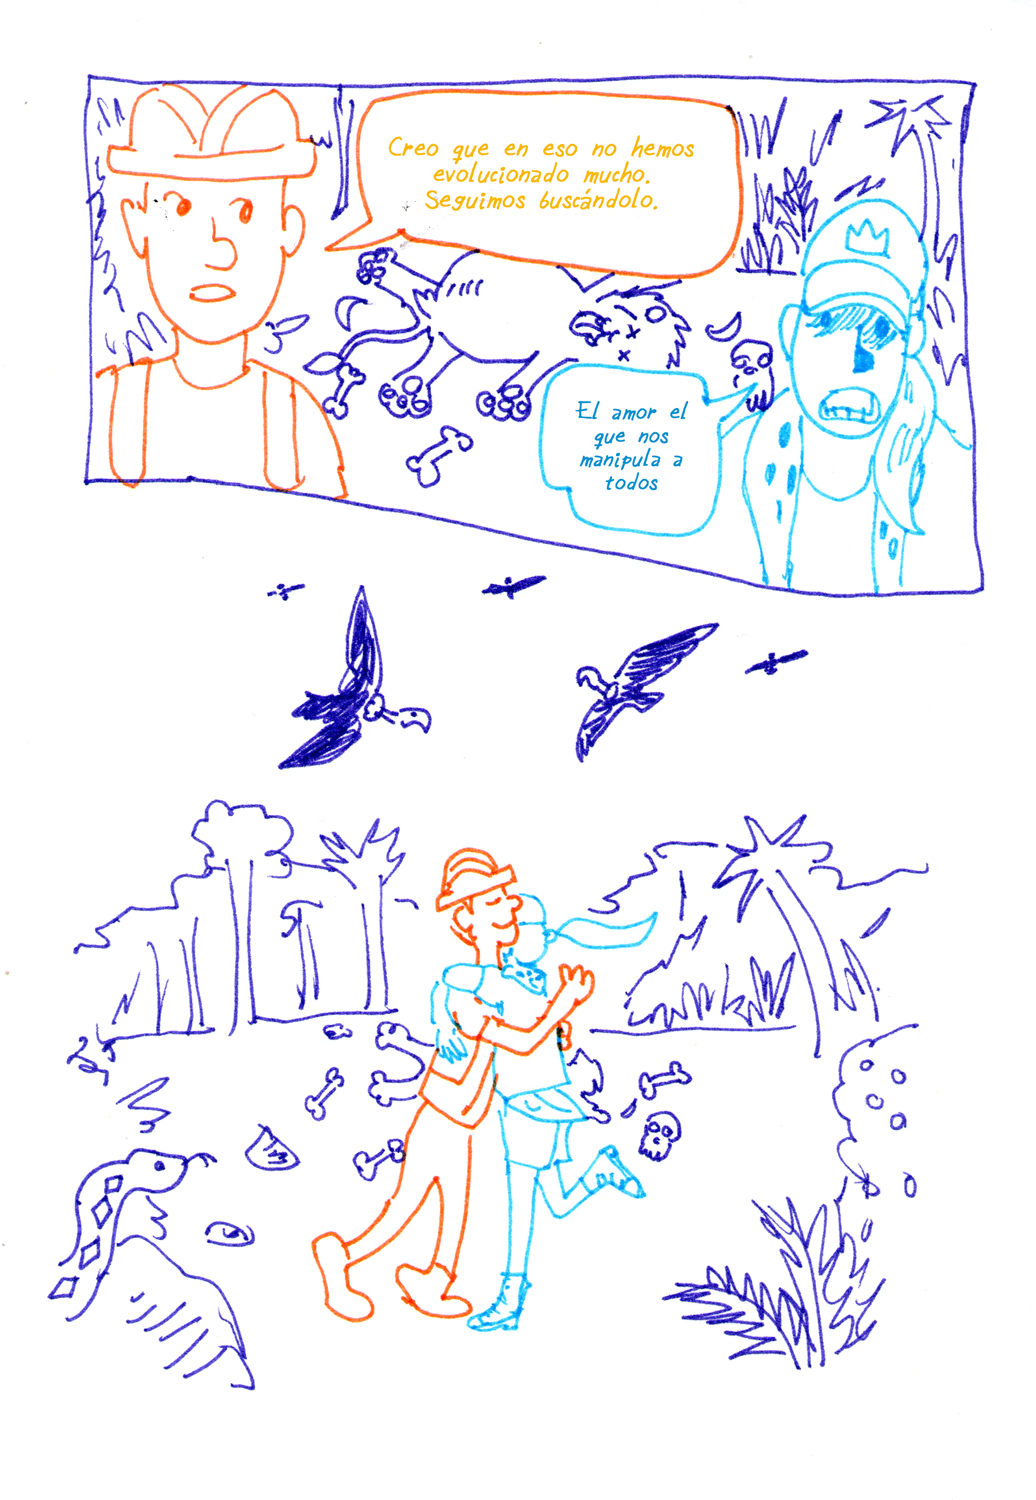 Creo que en eso no hemos
evolucionado mucho.
Seguimos buscándolo.
El amor el
que nos
manipula a
todos